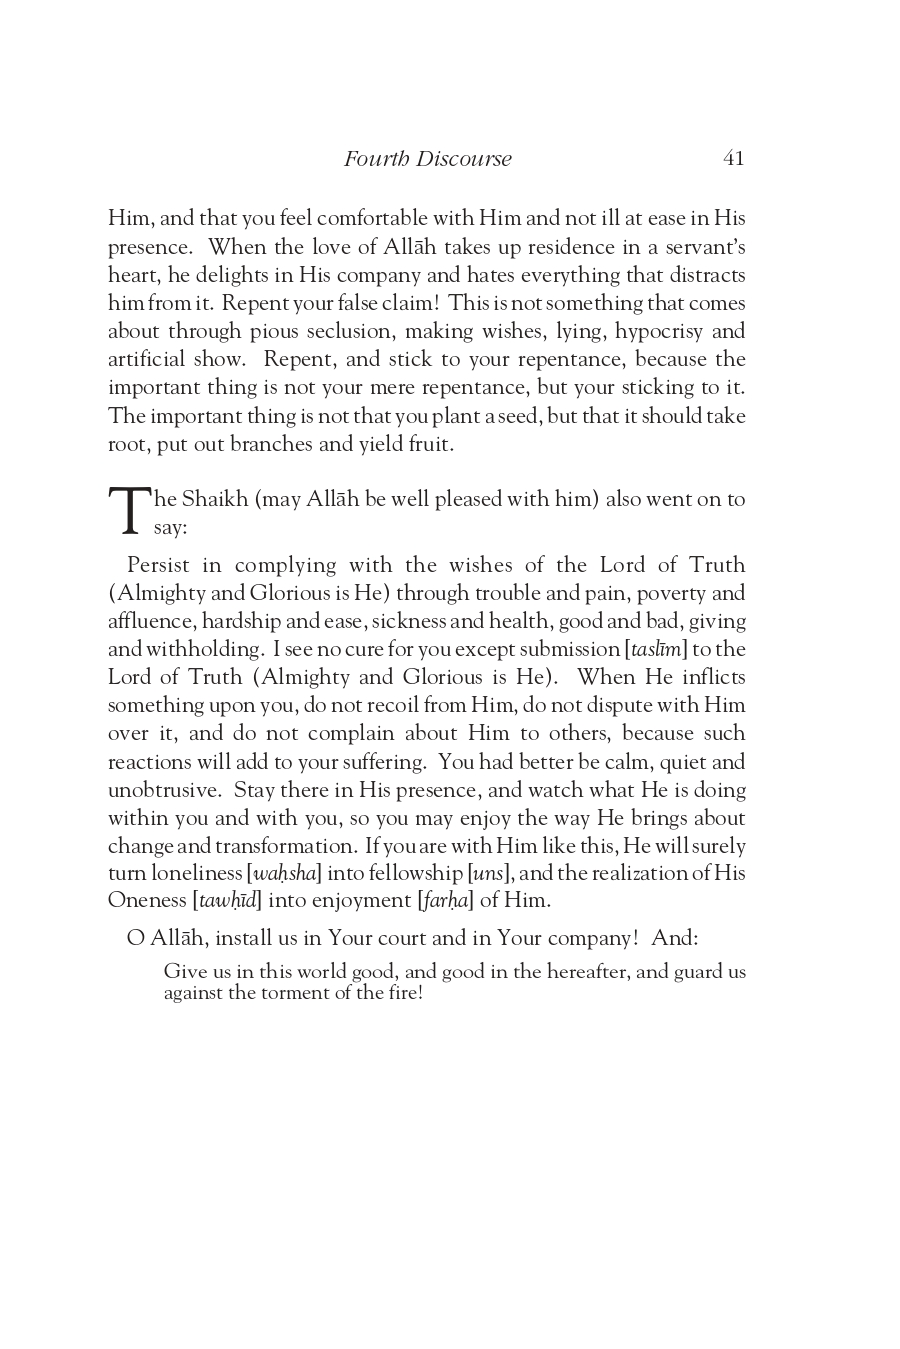 Fourth Discourse 41
Him, and that you feel comfortable with Him and not ill at ease in His
presence. When the love of Allāh takes up residence in a servant’s
heart, he delights in His company and hates everything that distracts
him from it. Repent your false claim! This is not something that comes
about through pious seclusion, making wishes, lying, hypocrisy and
artificial show. Repent, and stick to your repentance, because the
important thing is not your mere repentance, but your sticking to it.
The important thing is not that you plant a seed, but that it should take
root, put out branches and yield fruit.
The Shaikh (may Allāh be well pleased with him) also went on to
say:
Persist in complying with the wishes of the Lord of Truth
(Almighty and Glorious is He) through trouble and pain, poverty and
affluence, hardship and ease, sickness and health, good and bad, giving
and withholding. I see no cure for you except submission [taslīm] to the
Lord of Truth (Almighty and Glorious is He). When He inflicts
something upon you, do not recoil from Him, do not dispute with Him
over it, and do not complain about Him to others, because such
reactions will add to your suffering. You had better be calm, quiet and
unobtrusive. Stay there in His presence, and watch what He is doing
within you and with you, so you may enjoy the way He brings about
change and transformation. If you are with Him like this, He will surely
turn loneliness [waḥsha] into fellowship [uns], and the realization of His
Oneness [tawḥīd] into enjoyment [farḥa] of Him.
O Allāh, install us in Your court and in Your company! And:
Give us in this world good, and good in the hereafter, and guard us
against the torment of the fire!